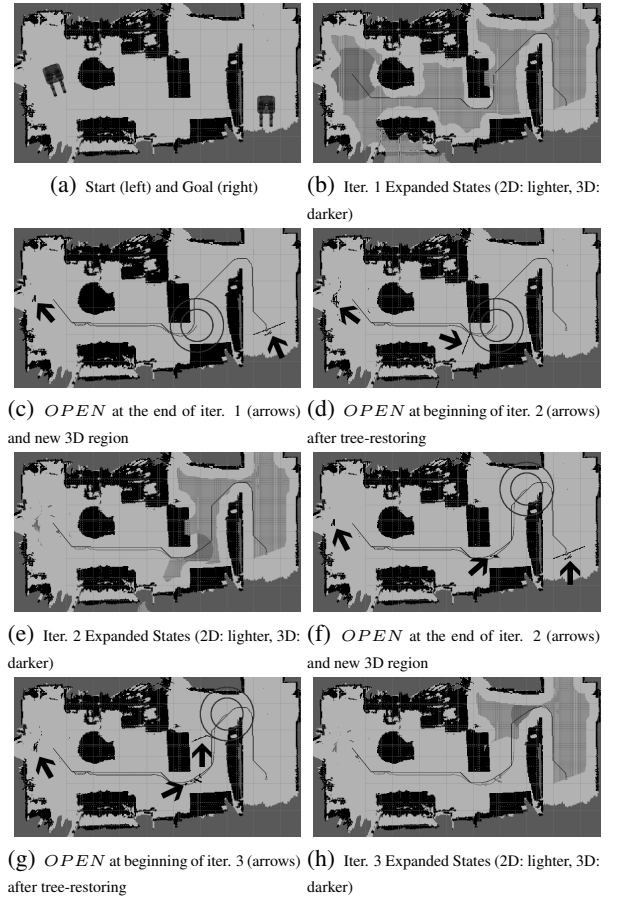 (a) Start (left) and Goal (right)
(b) Iter. 1 Expanded States (2D: lighter, 3D:
darker)
(c) OPEN at the end of iter. 1 (arrows)
and new 3D region
(d) OPEN at beginning of iter. 2 (arrows)
after tree-restoring
(e) Iter. 2 Expanded States (2D: lighter, 3D:
darker)
(f) OPEN at the end of iter. 2 (arrows)
and new 3D region
(g) OPEN at beginning of iter. 3 (arrows)
after tree-restoring
(h) Iter. 3 Expanded States (2D: lighter, 3D:
darker)